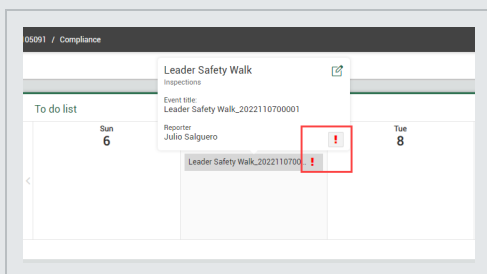 05091 / Compliance
Leader Safety Walk
Inspections
Event title:
Leader Safety Walk_2022110700001
Reporter
Julio Salguero
!
To do list
Sun
6
Tue
8
Leader Safety Walk_2022110700... !